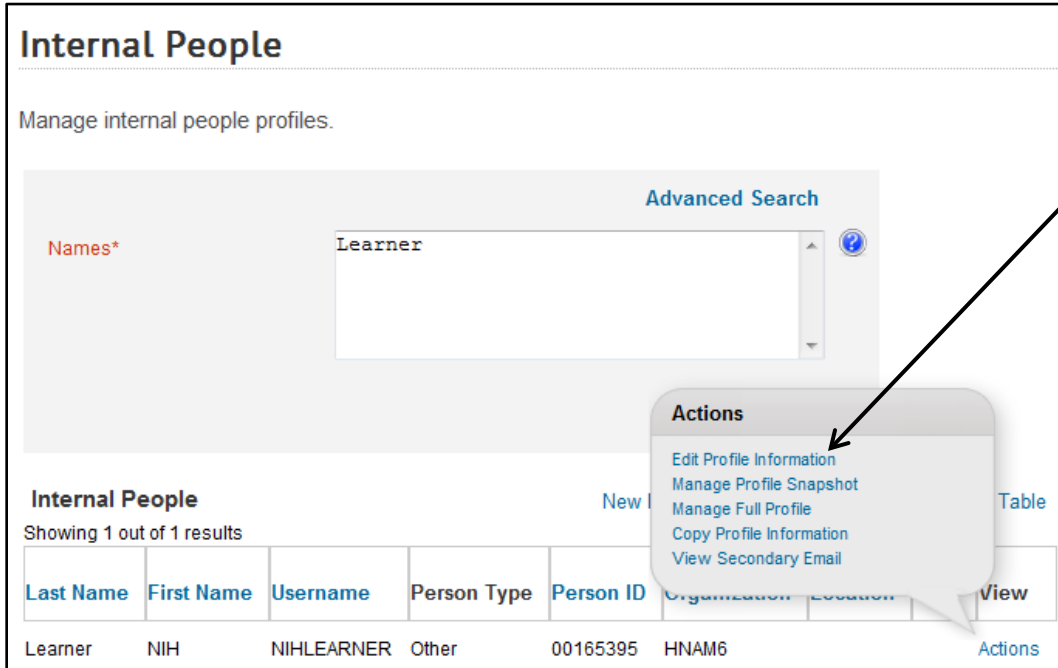 Internal People
Manage internal people profiles.
Advanced Search
Names*
Learner
Actions
Edit Profile Information
Manage Profile Snapshot
Manage Full Profile
Copy Profile Information
View Secondary Email
Internal People
New
Table
Showing 1 out of 1 results
Last Name First Name Username Person Type Person ID Organization Location View
Learner NIH NIHLEARNER Other 00165395 HNAM6 Actions